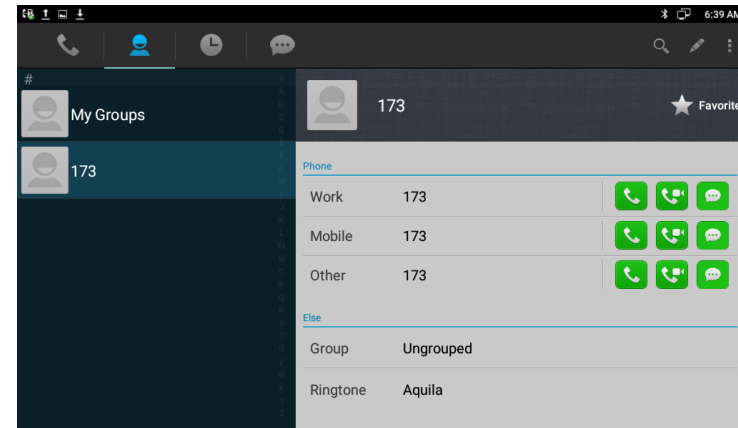 6:39 AM
#
My Groups
173
173
Favorite
Phone
Work 173
Mobile 173
Other 173
Else
Group Ungrouped
Ringtone Aquila